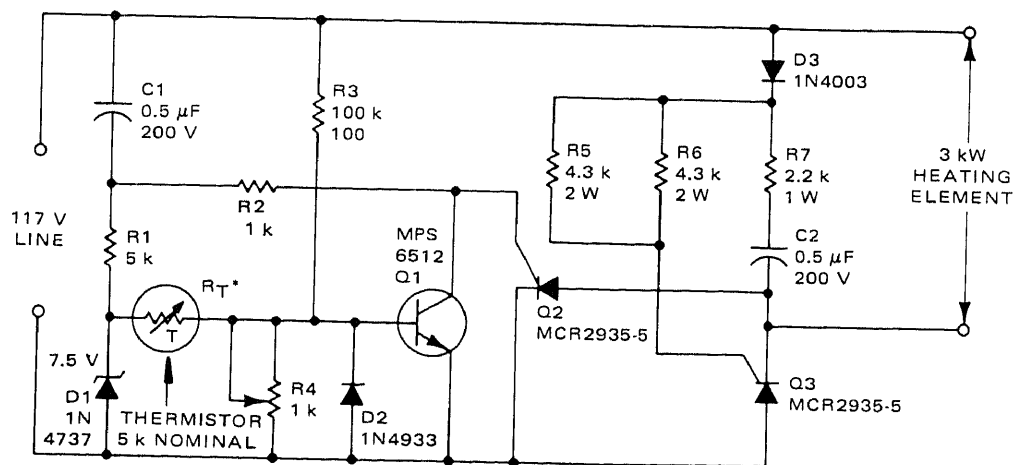 D3
1N4003
C1
0.5 µF
200 V
R3
100 k
100
R5
4.3 k
2 W
R6
4.3 k
2 W
R7
2.2 k
1 W
3 kW
HEATING
ELEMENT
117 V
LINE
R1
5 k
R2
1 k
MPS
6512
Q1
C2
0.5 µF
200 V
RT*
T
Q2
MCR2935-5
7.5 V
D1
1N
4737
THERMISTOR
5 k NOMINAL
R4
1 k
D2
1N4933
Q3
MCR2935-5